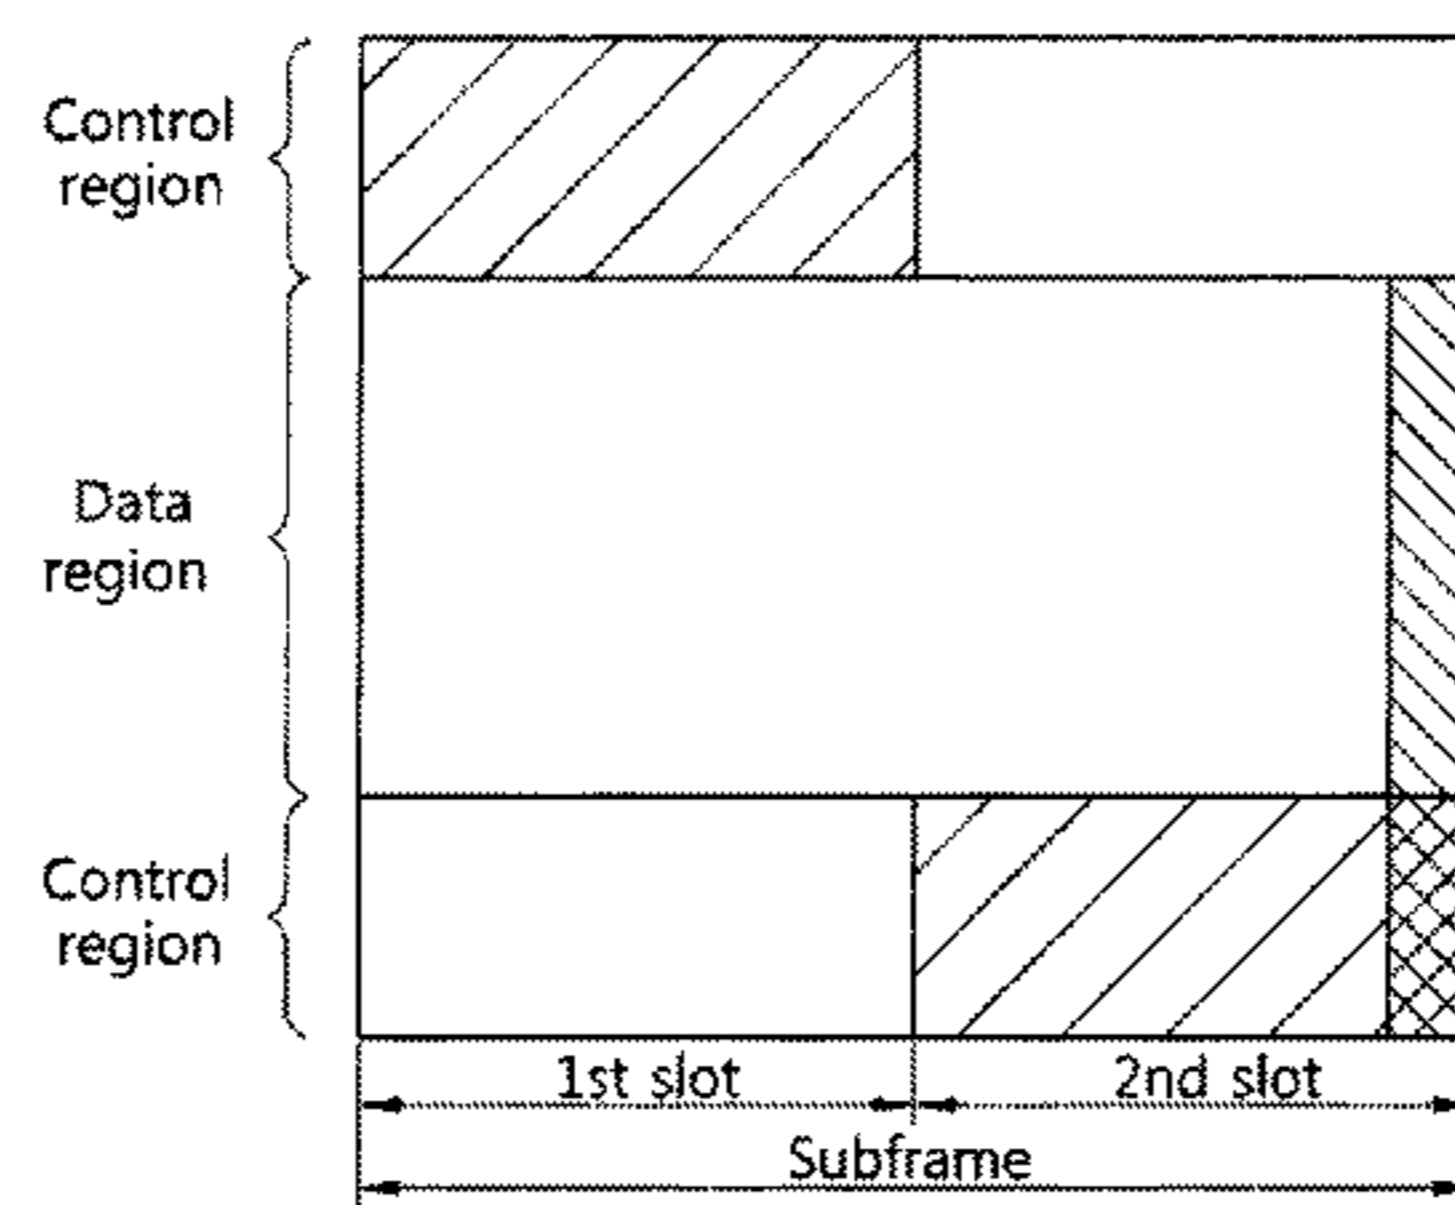 Control
region
Data
region
Control
region
1st slot
2nd slot
Subframe